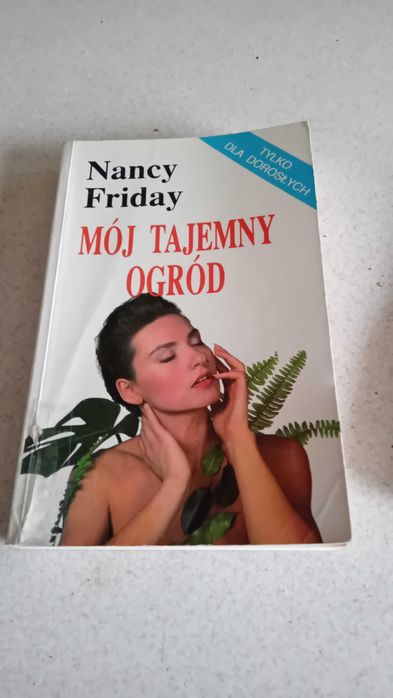 TYLKO
DLA DOROSŁYCH
Nancy
Friday
MÓJ TAJEMNY
OGRÓD